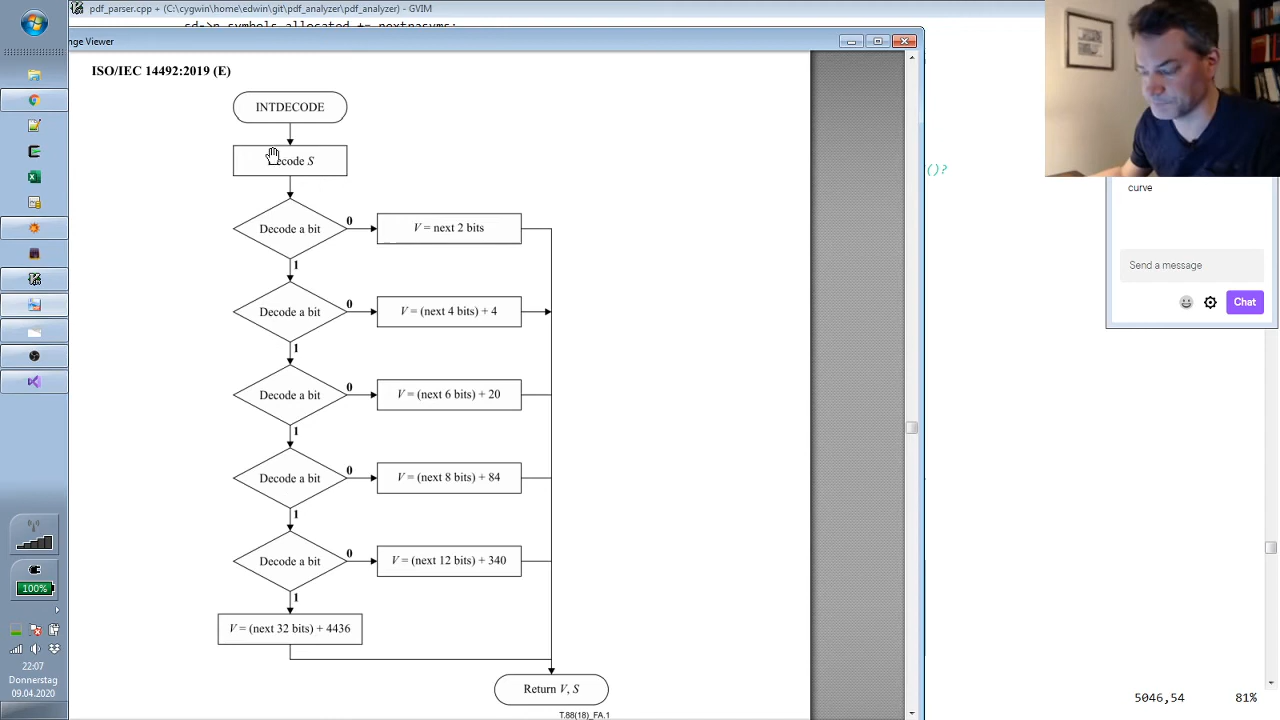 pdf_parser.cpp + (C:\cygwin\home\edwin\git\pdf_analyzer\pdf_analyzer) - GVIM
nge Viewer
ISO/IEC 14492:2019 (E)
INTDECODE
ecode S
Decode a bit
0
V = next 2 bits
1
Decode a bit
0
V = (next 4 bits) + 4
1
Decode a bit
0
V = (next 6 bits) + 20
1
Decode a bit
0
V = (next 8 bits) + 84
1
Decode a bit
0
V = (next 12 bits) + 340
1
V = (next 32 bits) + 4436
Return V, S
T.88(18)_FA.1
()?
curve
Send a message
Chat
100%
22:07
Donnerstag
09.04.2020
5046,54 81%